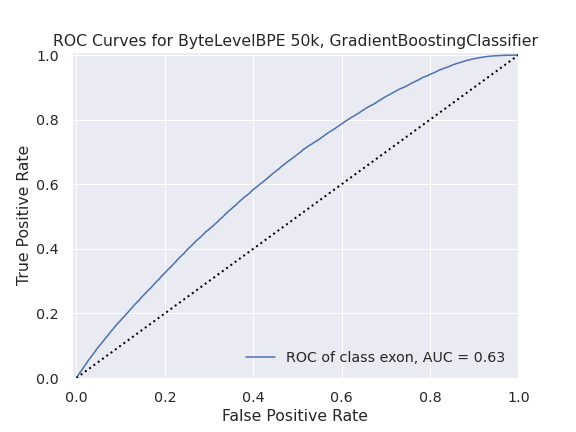 ROC Curves for ByteLevelBPE 50k, GradientBoostingClassifier
1.0
0.8
0.6
0.4
0.2
0.0
True Positive Rate
ROC of class exon, AUC = 0.63
0.0 0.2 0.4 0.6 0.8 1.0
False Positive Rate